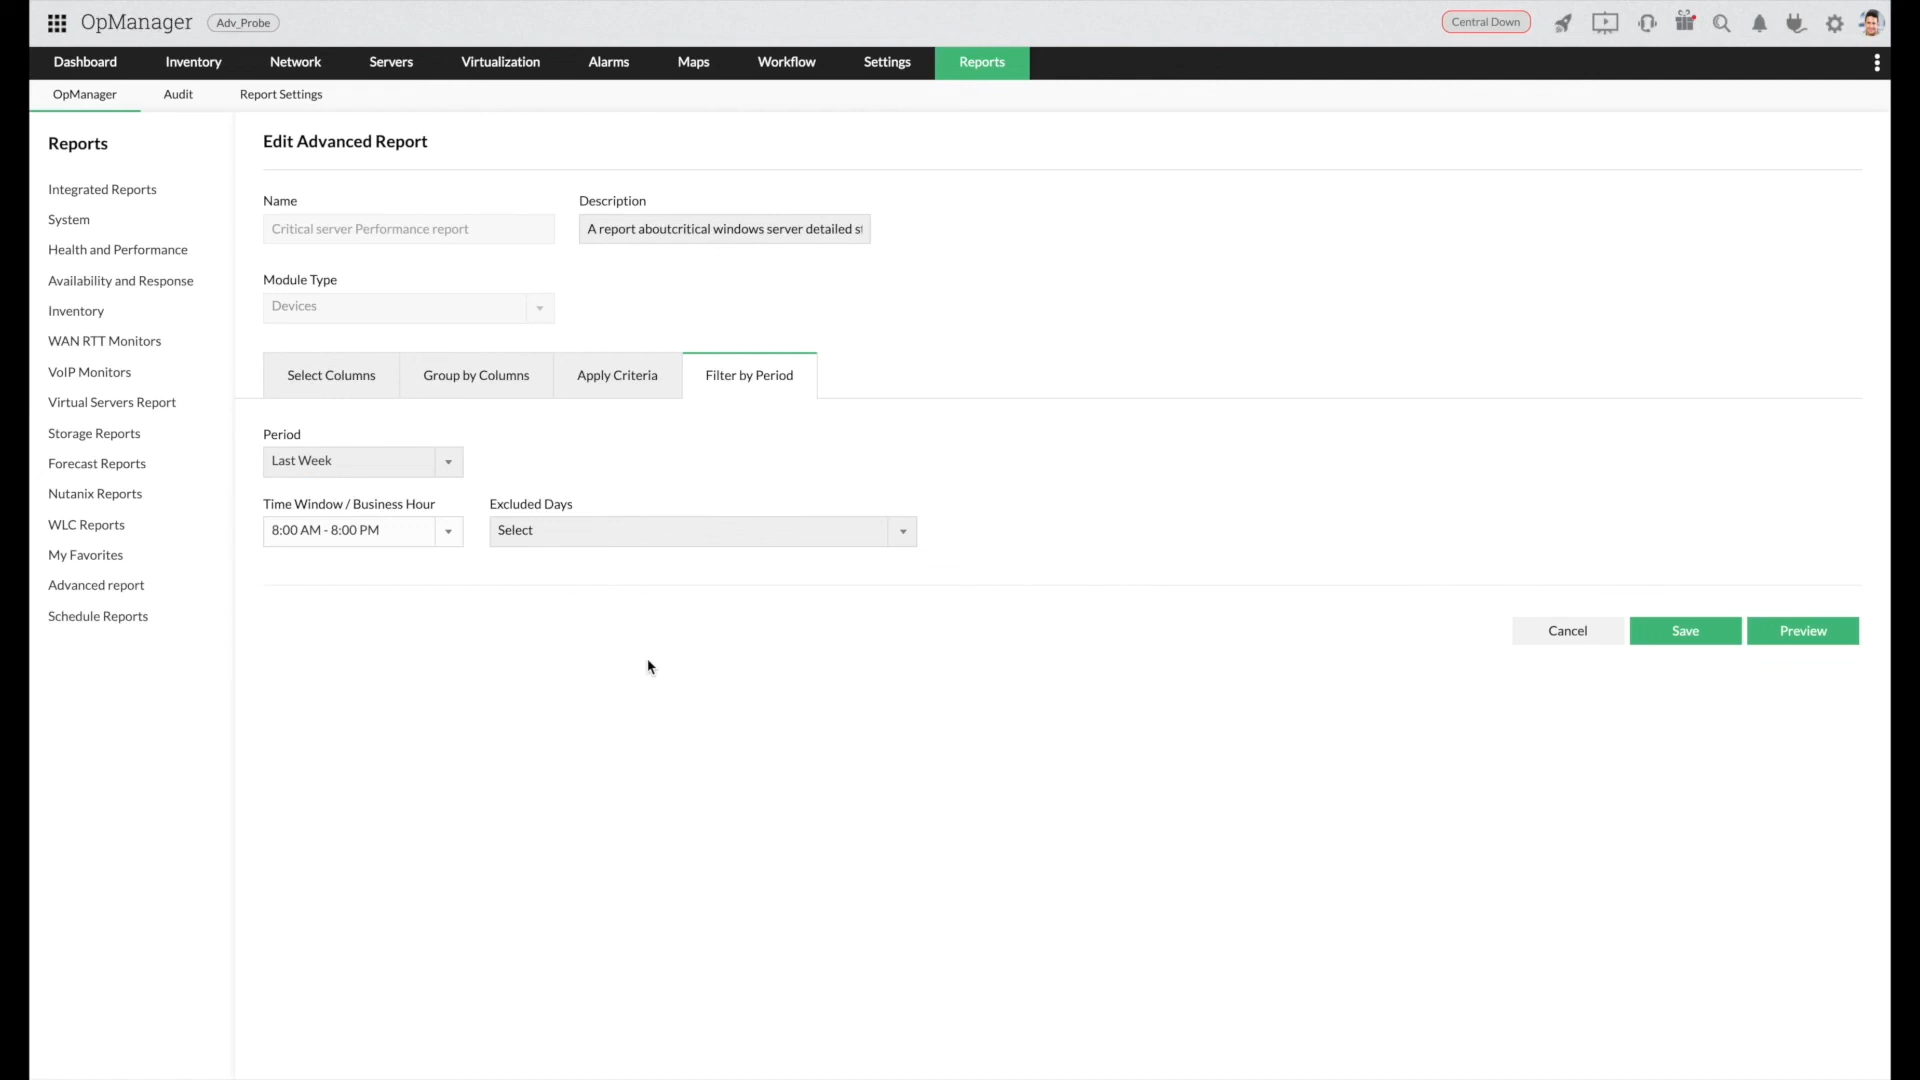 OpManager Adv_Probe Central Down
Dashboard Inventory Network Servers Virtualization Alarms Maps Workflow Settings Reports
OpManager Audit Report Settings
Reports
Integrated Reports
System
Health and Performance
Availability and Response
Inventory
WAN RTT Monitors
VoIP Monitors
Virtual Servers Report
Storage Reports
Forecast Reports
Nutanix Reports
WLC Reports
My Favorites
Advanced report
Schedule Reports
Edit Advanced Report
Name Description
Critical server Performance report A report aboutcritical windows server detailed
Module Type
Devices
Select Columns Group by Columns Apply Criteria Filter by Period
Period
Last Week
Time Window / Business Hour Excluded Days
8:00 AM - 8:00 PM Select
Cancel Save Preview